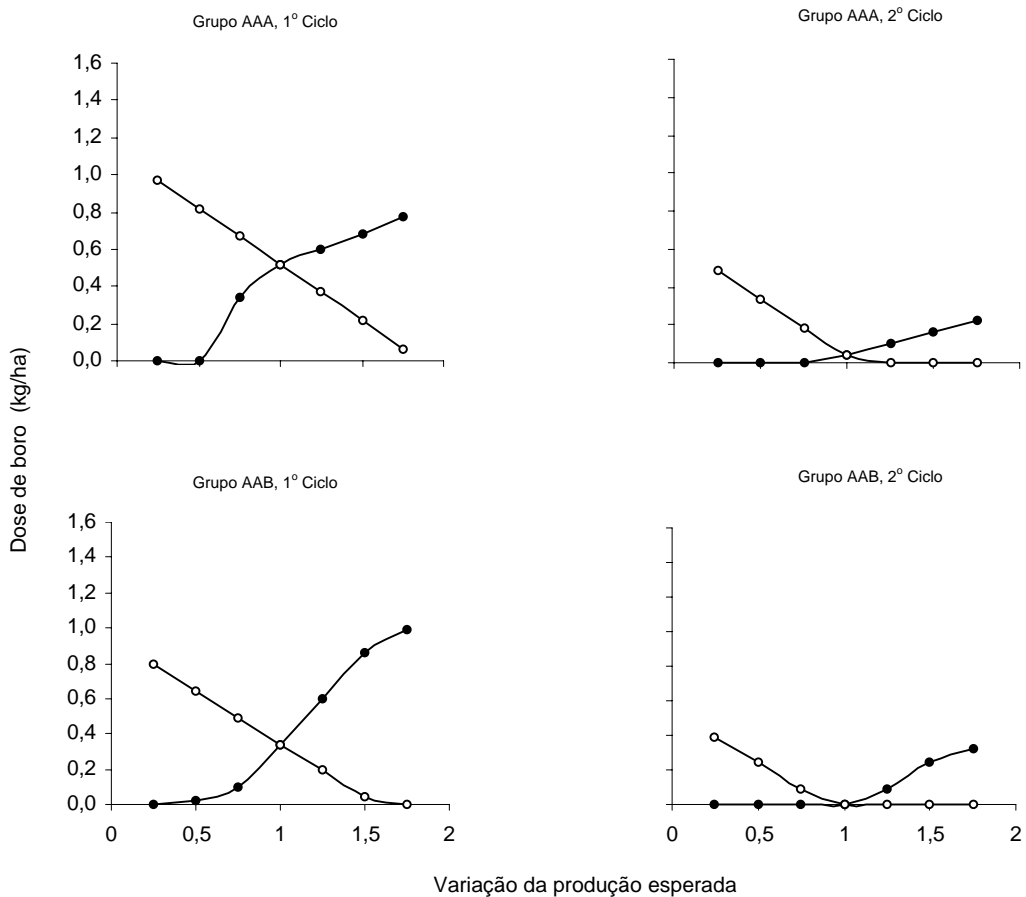 Grupo AAA, 1º Ciclo
Grupo AAA, 2º Ciclo
1,6
1,4
1,2
1,0
0,8
0,6
0,4
0,2
0,0
Dose de boro (kg/ha)
Grupo AAB, 1º Ciclo
Grupo AAB, 2º Ciclo
1,6
1,4
1,2
1,0
0,8
0,6
0,4
0,2
0,0
0 0,5 1 1,5 2
0 0,5 1 1,5 2
Variação da produção esperada